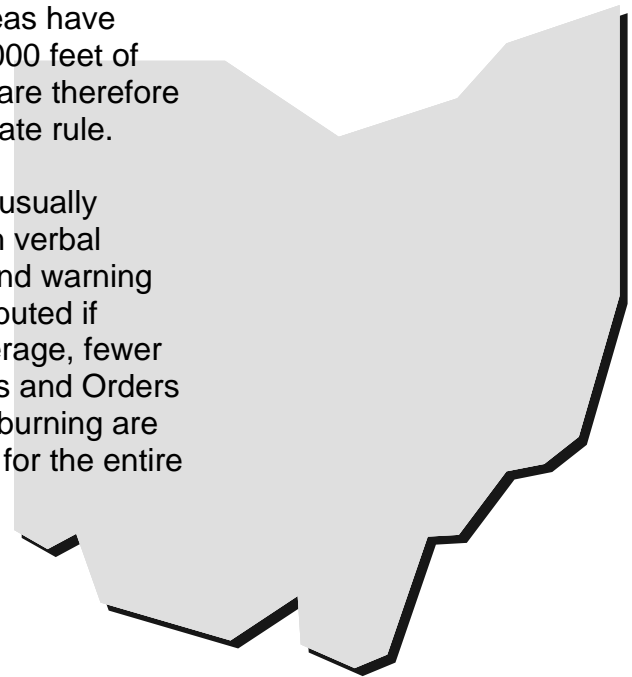 eas have
000 feet of
are therefore
ate rule.
usually
n verbal
nd warning
outed if
erage, fewer
s and Orders
burning are
for the entire